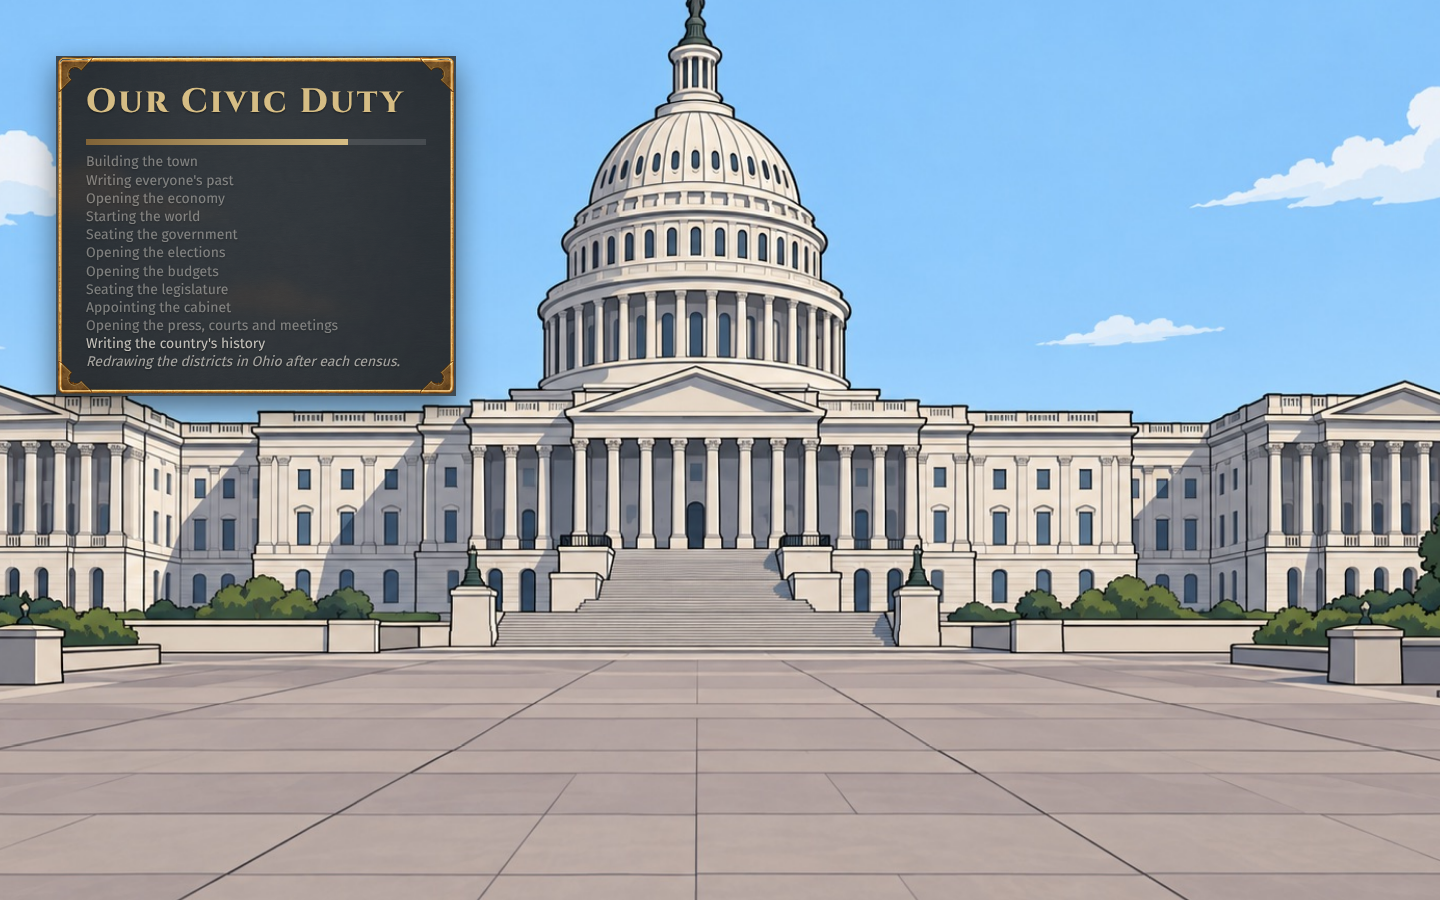 Our Civic Duty
Building the town
Writing everyone's past
Opening the economy
Starting the world
Seating the government
Opening the elections
Opening the budgets
Seating the legislature
Appointing the cabinet
Opening the press, courts and meetings
Writing the country's history
Redrawing the districts in Ohio after each census.